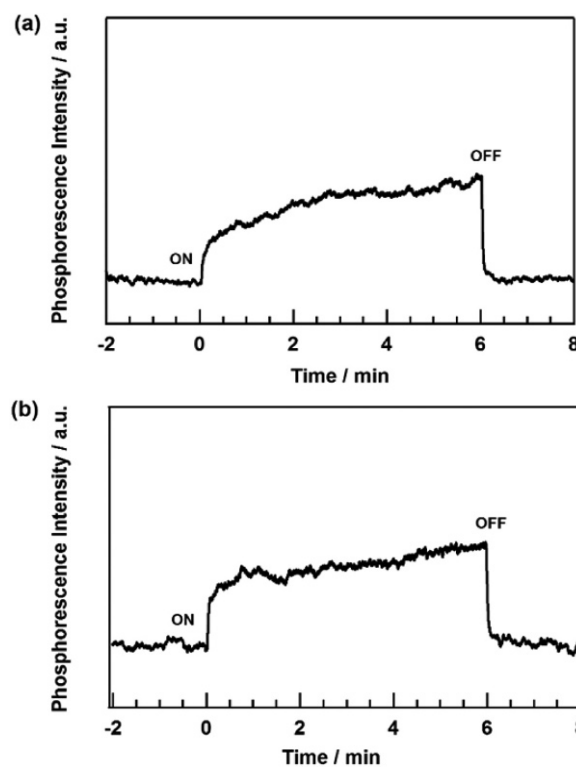 (a)
Phosphorescence Intensity / a.u.
ON
OFF
-2 0 2 4 6 8
Time / min
(b)
Phosphorescence Intensity / a.u.
ON
OFF
-2 0 2 4 6 8
Time / min